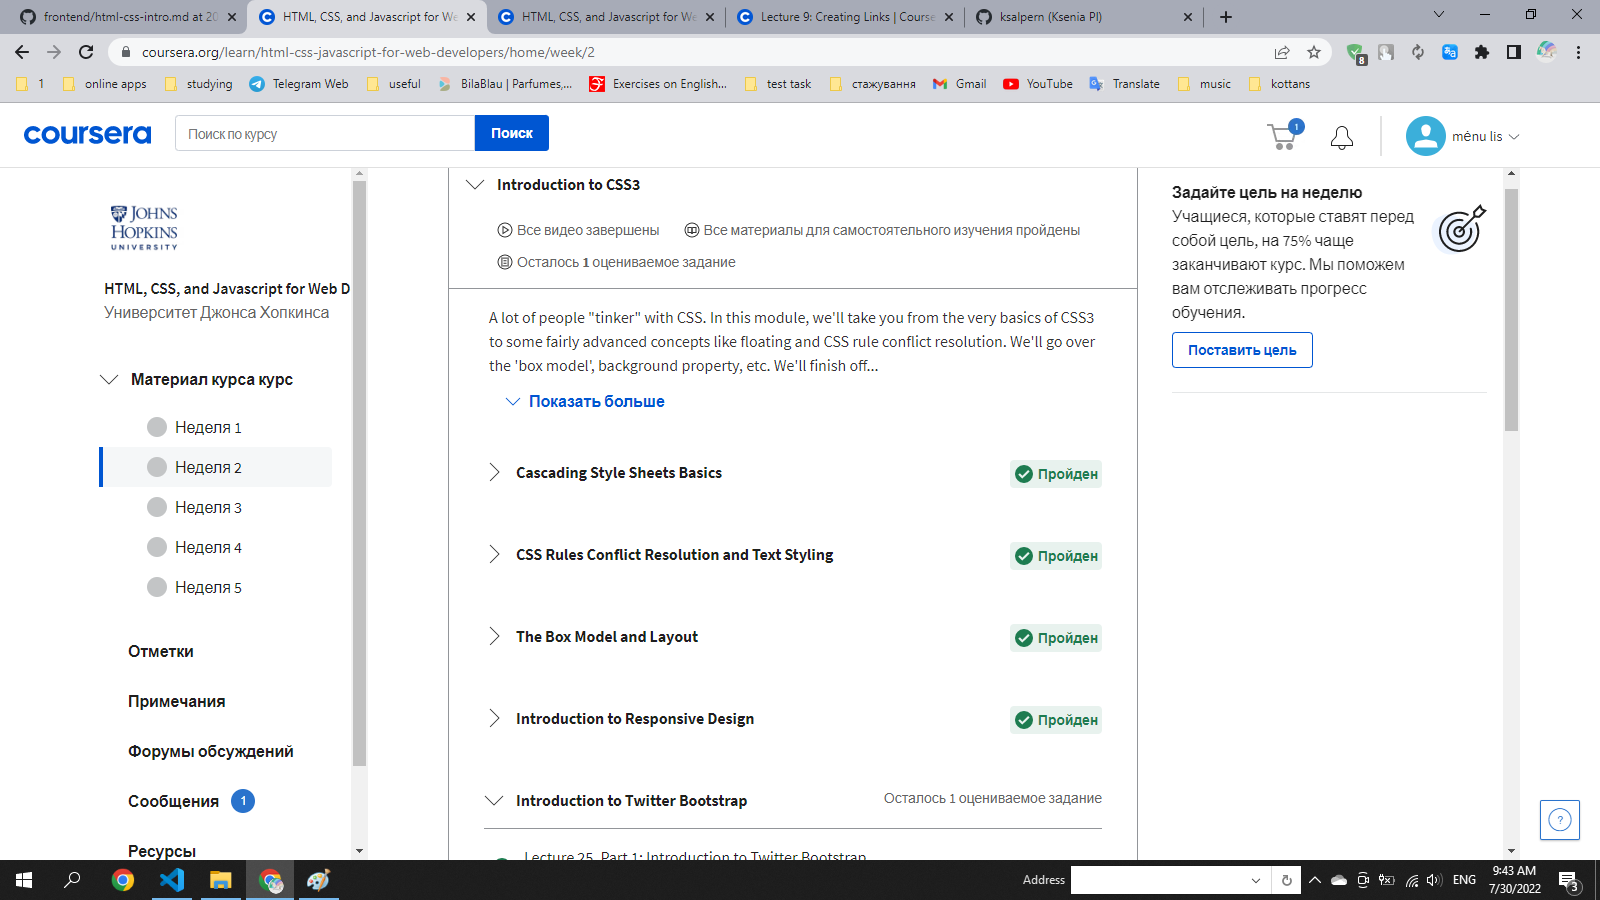 frontend/html-css-intro.md at 20
HTML, CSS, and Javascript for We
HTML, CSS, and Javascript for We
Lecture 9: Creating Links | Course
ksalpern (Ksenia Pl)
coursera.org/learn/html-css-javascript-for-web-developers/home/week/2
8
1
online apps
studying
Telegram Web
useful
BilaBlau | Parfumes,...
Exercises on English...
test task
стажування
Gmail
YouTube
Translate
music
kottans
coursera
Поиск по курсу
Поиск
1
mênu lis
JOHNS
HOPKINS
UNIVERSITY
HTML, CSS, and Javascript for Web D
Университет Джонса Хопкинса
Материал курса курс
Неделя 1
Неделя 2
Неделя 3
Неделя 4
Неделя 5
Отметки
Примечания
Форумы обсуждений
Сообщения 1
Ресурсы
Introduction to CSS3
Все видео завершены
Все материалы для самостоятельного изучения пройдены
Осталось 1 оцениваемое задание
A lot of people "tinker" with CSS. In this module, we'll take you from the very basics of CSS3
to some fairly advanced concepts like floating and CSS rule conflict resolution. We'll go over
the 'box model', background property, etc. We'll finish off...
Показать больше
Cascading Style Sheets Basics
Пройден
CSS Rules Conflict Resolution and Text Styling
Пройден
The Box Model and Layout
Пройден
Introduction to Responsive Design
Пройден
Introduction to Twitter Bootstrap
Осталось 1 оцениваемое задание
Lecture 25, Part 1: Introduction to Twitter Bootstrap
Задайте цель на неделю
Учащиеся, которые ставят перед
собой цель, на 75% чаще
заканчивают курс. Мы поможем
вам отслеживать прогресс
обучения.
Поставить цель
?
Address
ENG
9:43 AM
7/30/2022
3